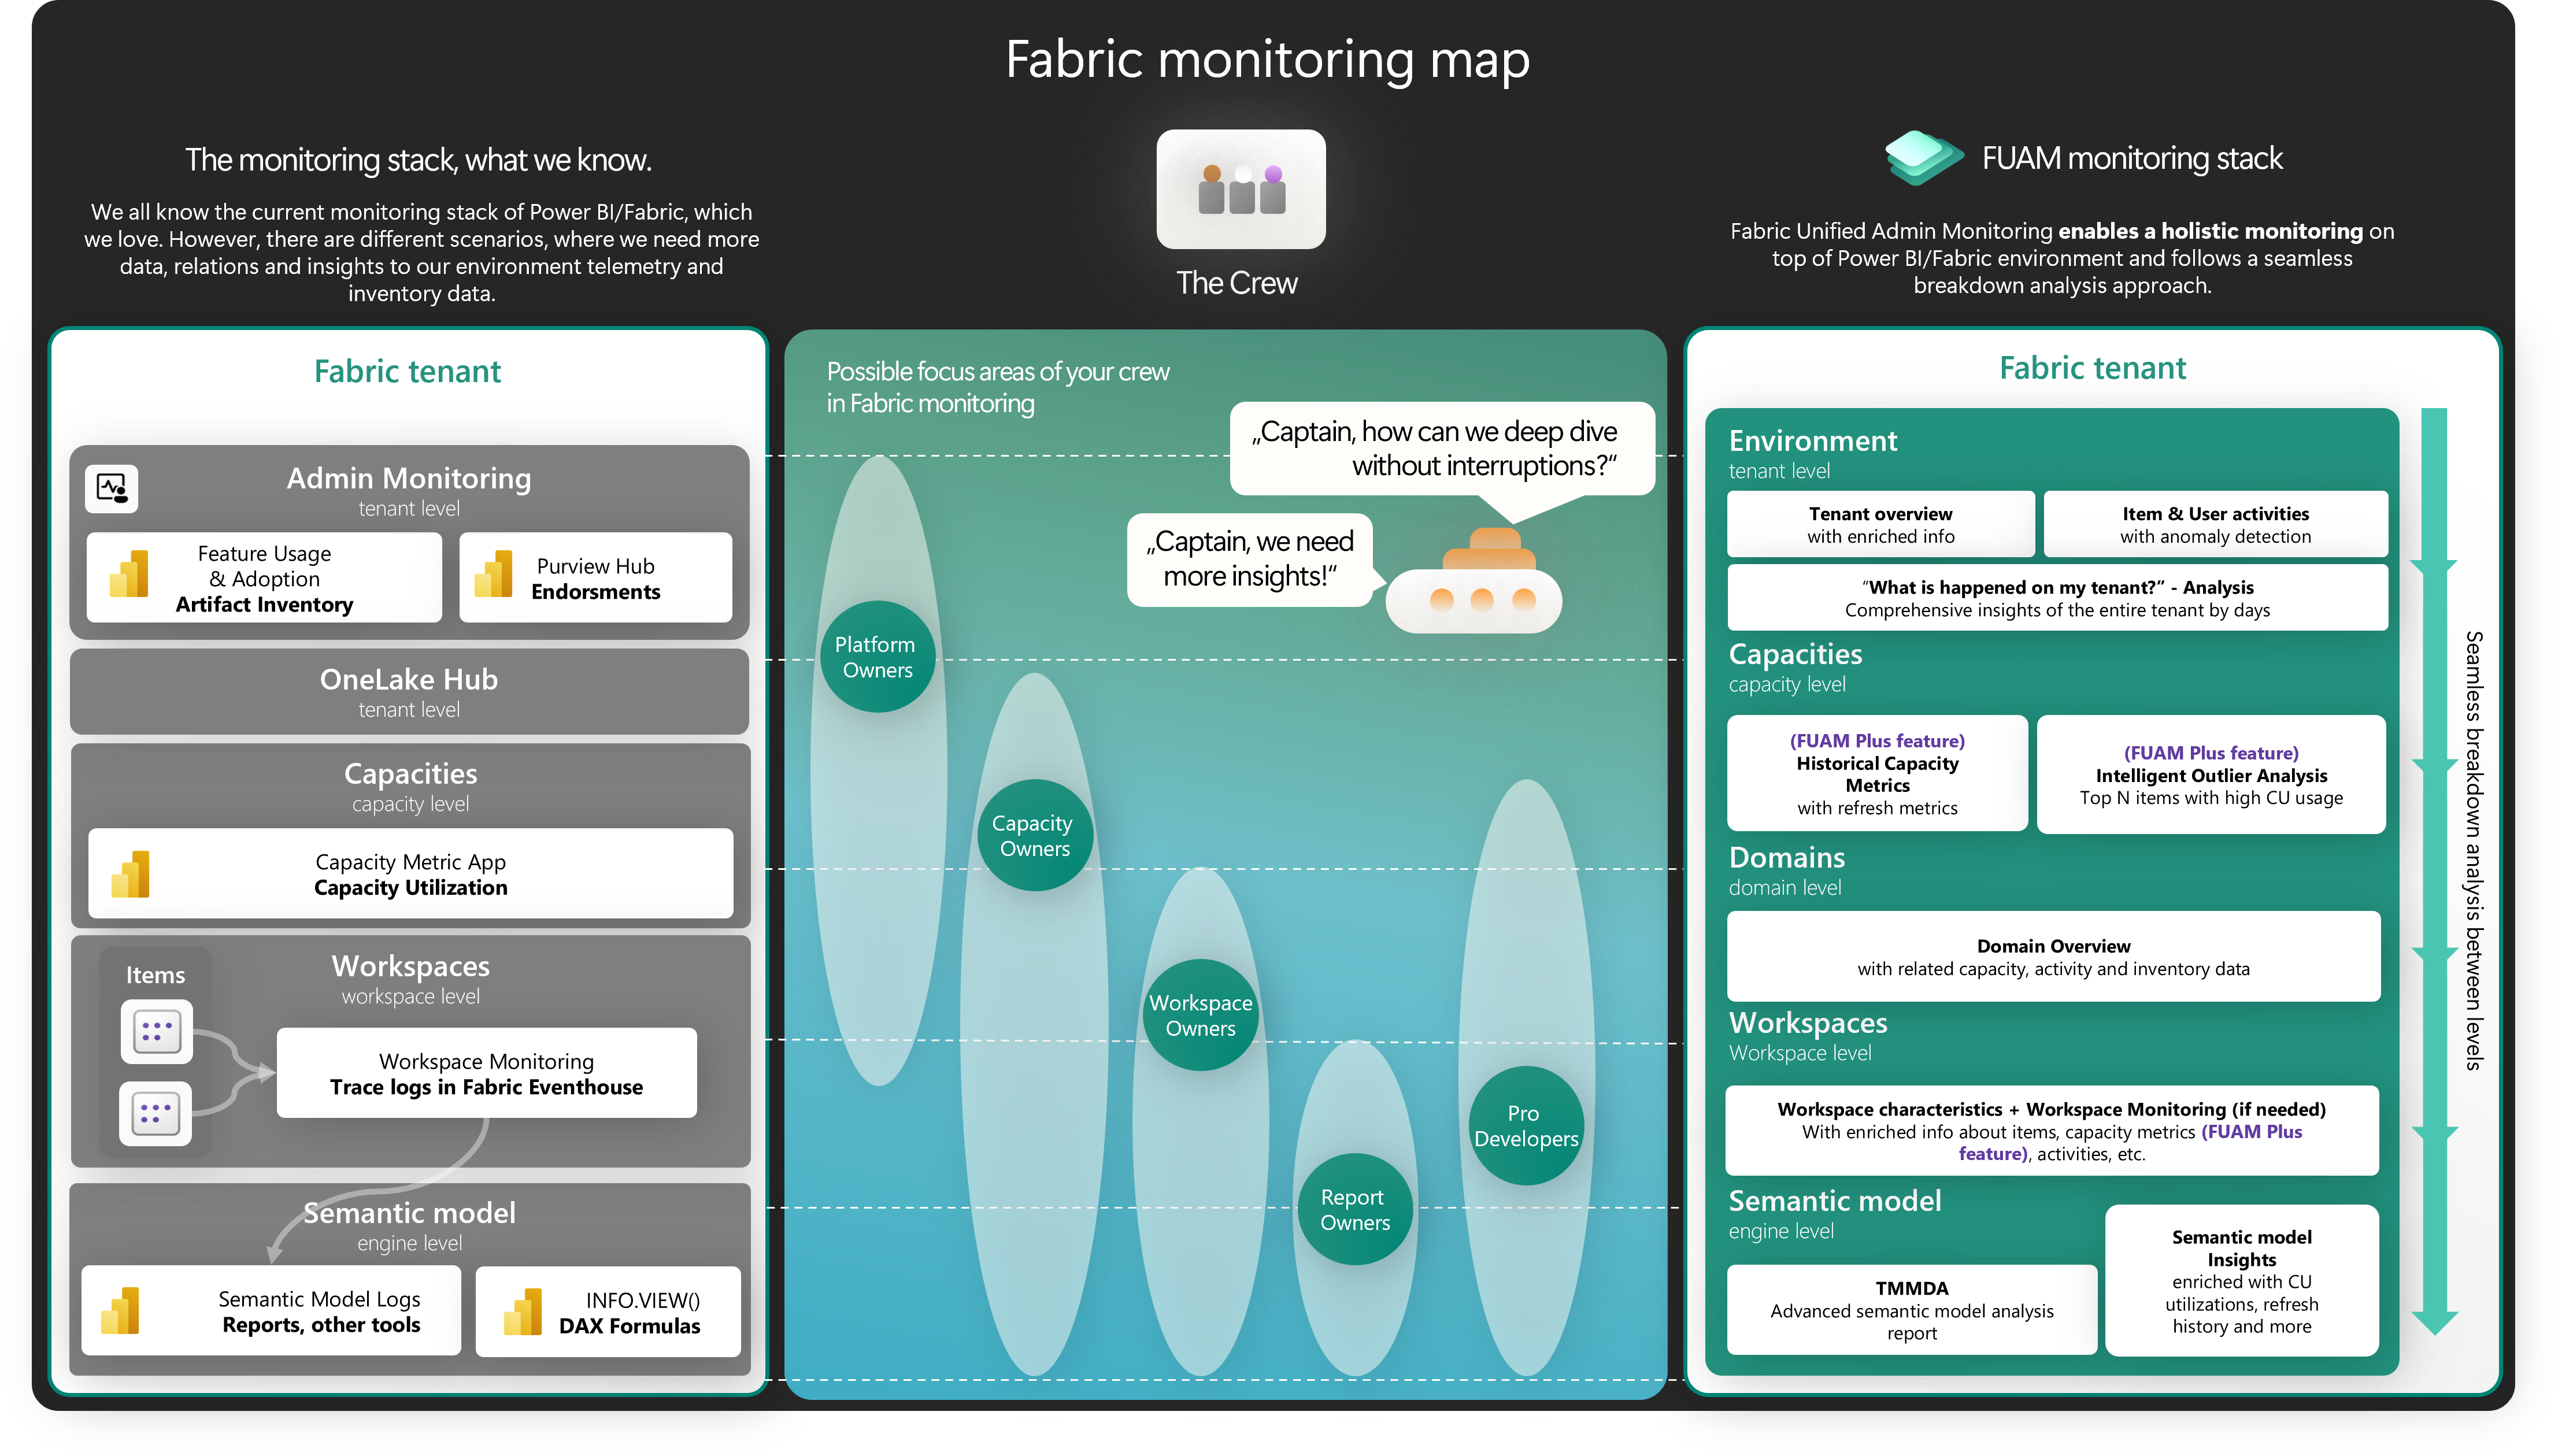 Fabric monitoring map
The monitoring stack, what we know.
We all know the current monitoring stack of Power BI/Fabric, which
we love. However, there are different scenarios, where we need more
data, relations and insights to our environment telemetry and
inventory data.
The Crew
FUAM monitoring stack
Fabric Unified Admin Monitoring enables a holistic monitoring on
top of Power BI/Fabric environment and follows a seamless
breakdown analysis approach.
Fabric tenant
Admin Monitoring
tenant level
Feature Usage
& Adoption
Artifact Inventory
Purview Hub
Endorsments
OneLake Hub
tenant level
Capacities
capacity level
Capacity Metric App
Capacity Utilization
Items
Workspaces
workspace level
Workspace Monitoring
Trace logs in Fabric Eventhouse
Semantic model
engine level
Semantic Model Logs
Reports, other tools
INFO.VIEW()
DAX Formulas
Possible focus areas of your crew
in Fabric monitoring
„Captain, how can we deep dive
without interruptions?“
„Captain, we need
more insights!“
Platform
Owners
Capacity
Owners
Workspace
Owners
Report
Owners
Pro
Developers
Fabric tenant
Environment
tenant level
Tenant overview
with enriched info
Item & User activities
with anomaly detection
“What is happened on my tenant?” - Analysis
Comprehensive insights of the entire tenant by days
Capacities
capacity level
(FUAM Plus feature)
Historical Capacity
Metrics
with refresh metrics
(FUAM Plus feature)
Intelligent Outlier Analysis
Top N items with high CU usage
Domains
domain level
Domain Overview
with related capacity, activity and inventory data
Workspaces
Workspace level
Workspace characteristics + Workspace Monitoring (if needed)
With enriched info about items, capacity metrics (FUAM Plus
feature), activities, etc.
Semantic model
engine level
TMMDA
Advanced semantic model analysis
report
Semantic model
Insights
enriched with CU
utilizations, refresh
history and more
Seamless breakdown analysis between levels